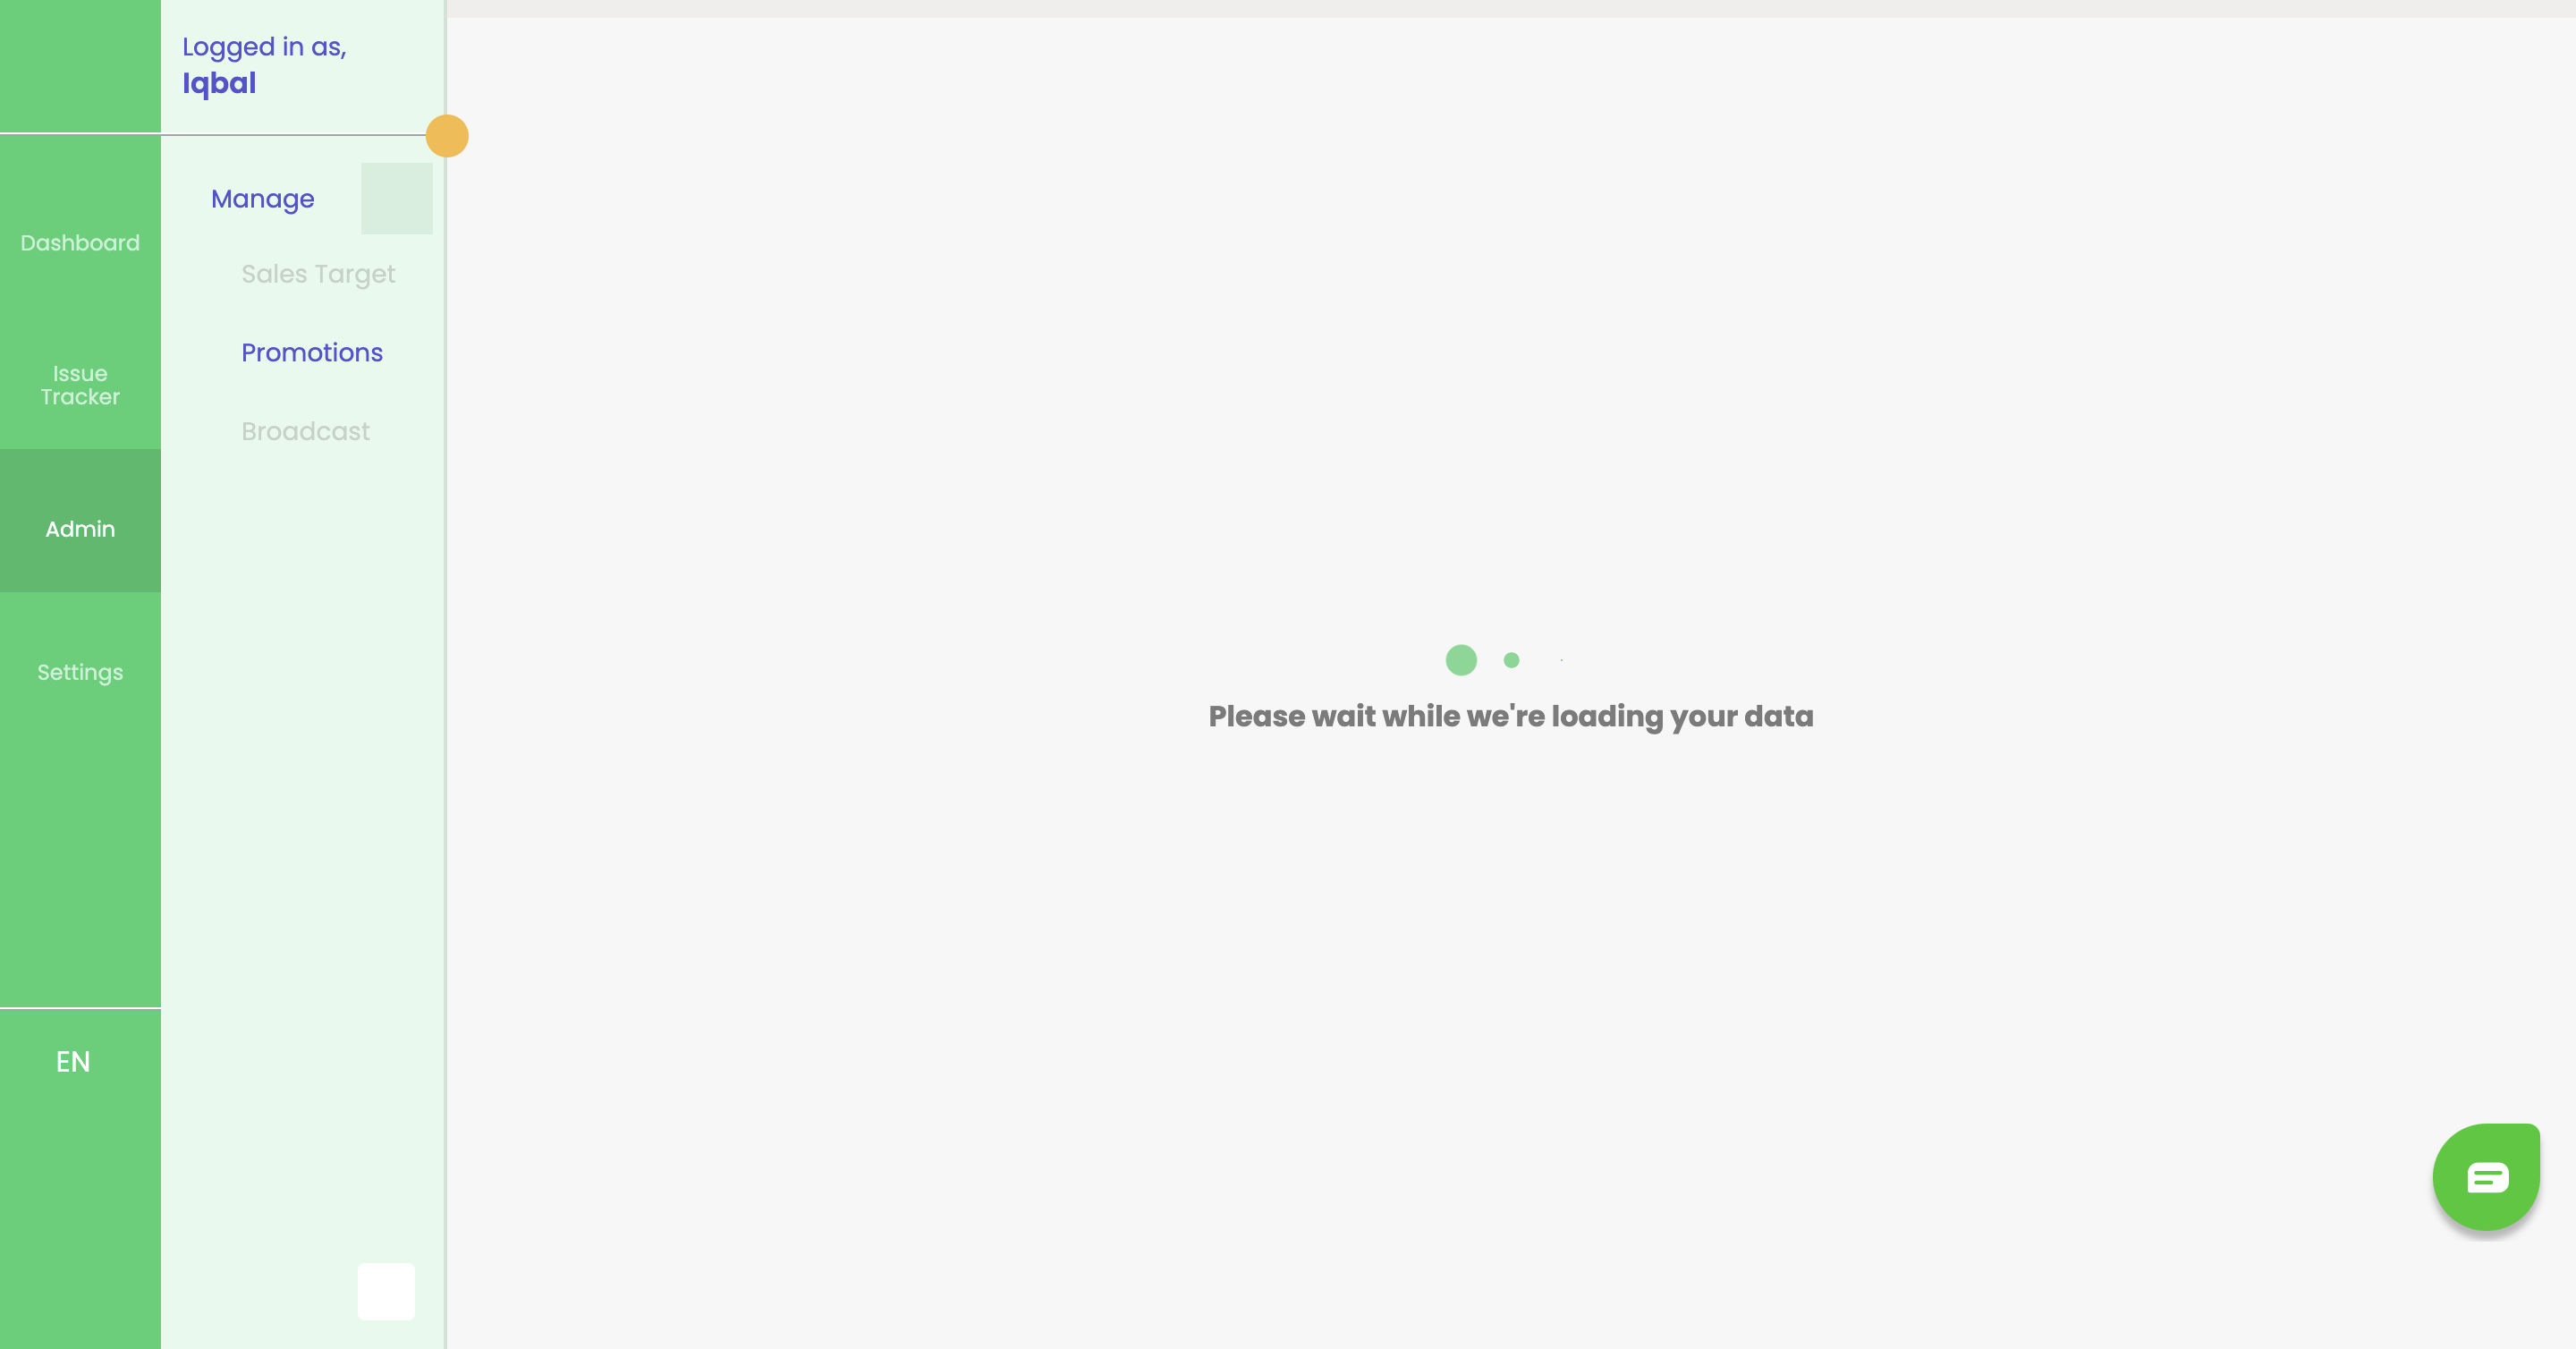 Logged in as,
Iqbal
Dashboard
Issue
Tracker
Admin
Settings
EN
Manage
Sales Target
Promotions
Broadcast
Please wait while we're loading your data